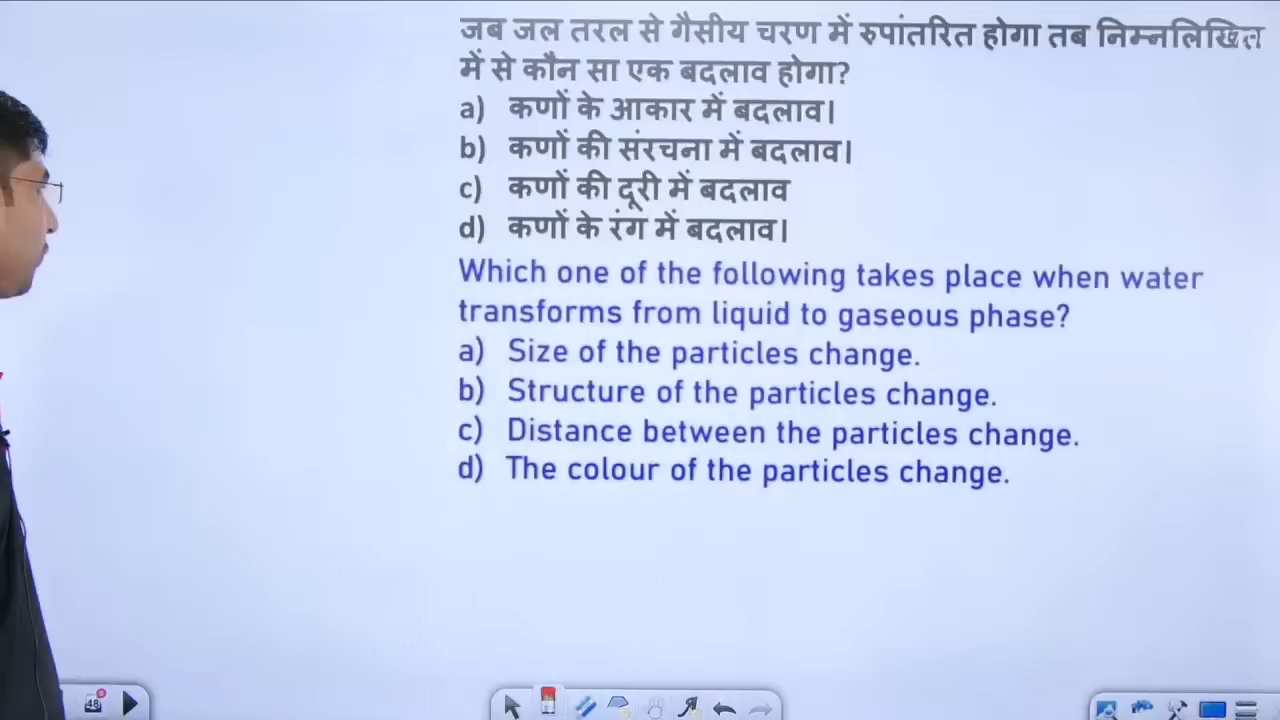 जब जल तरल से गैसीय चरण में रुपांतरित होगा तब निम्नलिखित
में से कौन सा एक बदलाव होगा?
a) कणों के आकार में बदलाव।
b) कणों की संरचना में बदलाव।
c) कणों की दूरी में बदलाव
d) कणों के रंग में बदलाव।
Which one of the following takes place when water
transforms from liquid to gaseous phase?
a) Size of the particles change.
b) Structure of the particles change.
c) Distance between the particles change.
d) The colour of the particles change.
48